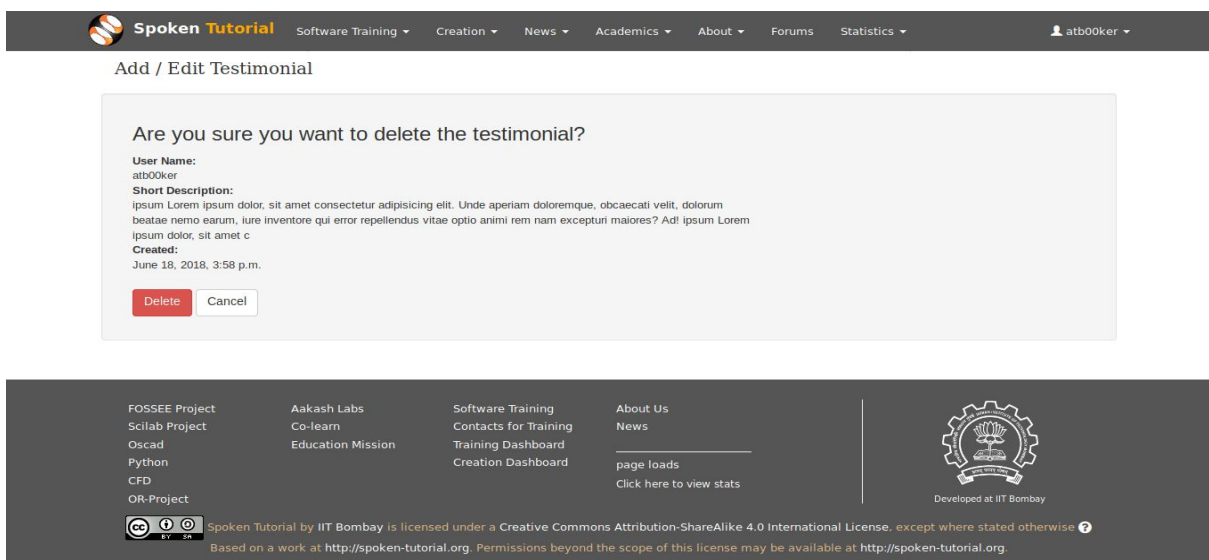 Spoken Tutorial Software Training Creation News Academics About Forums Statistics atb00ker
Add / Edit Testimonial
Are you sure you want to delete the testimonial?
User Name:
atb00ker
Short Description:
ipsum Lorem ipsum dolor, sit amet consectetur adipisicing elit. Unde aperiam doloremque, obcaecati velit, dolorum
beatae nemo earum, iure inventore qui error repellendus vitae optio animi rem nam excepturi maiores? Ad! ipsum Lorem
ipsum dolor, sit amet c
Created:
June 18, 2018, 3:58 p.m.
Delete Cancel
FOSSEE Project
Scilab Project
Oscad
Python
CFD
OR-Project
Aakash Labs
Co-learn
Education Mission
Software Training
Contacts for Training
Training Dashboard
Creation Dashboard
About Us
News
page loads
Click here to view stats
Developed at IIT Bombay
cc BY SA Spoken Tutorial by IIT Bombay is licensed under a Creative Commons Attribution-ShareAlike 4.0 International License, except where stated otherwise ?
Based on a work at http://spoken-tutorial.org. Permissions beyond the scope of this license may be available at http://spoken-tutorial.org.